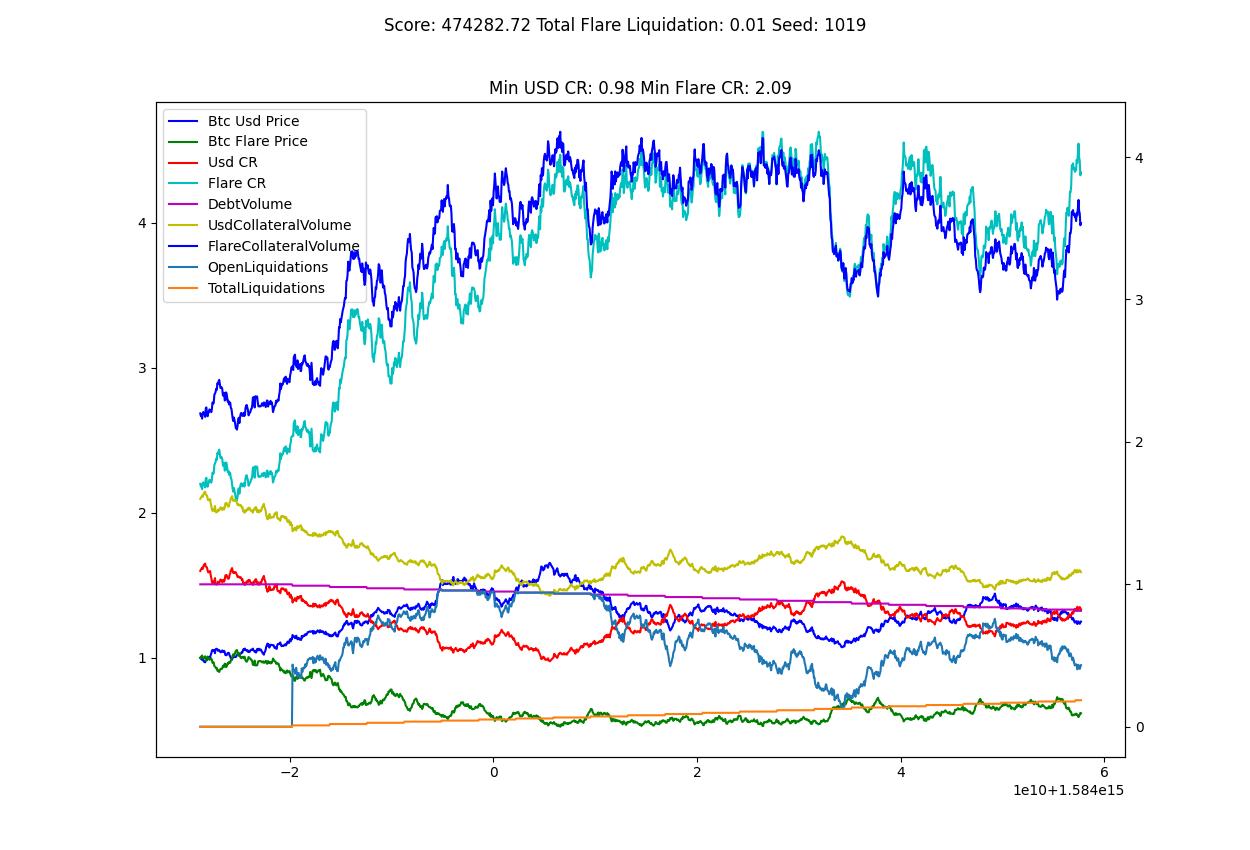 Score: 474282.72 Total Flare Liquidation: 0.01 Seed: 1019
Min USD CR: 0.98 Min Flare CR: 2.09
Btc Usd Price
Btc Flare Price
Usd CR
Flare CR
DebtVolume
UsdCollateralVolume
FlareCollateralVolume
OpenLiquidations
TotalLiquidations
4
3
2
1
4
3
2
1
0
−2
0
2
4
6
1e10+1.584e15